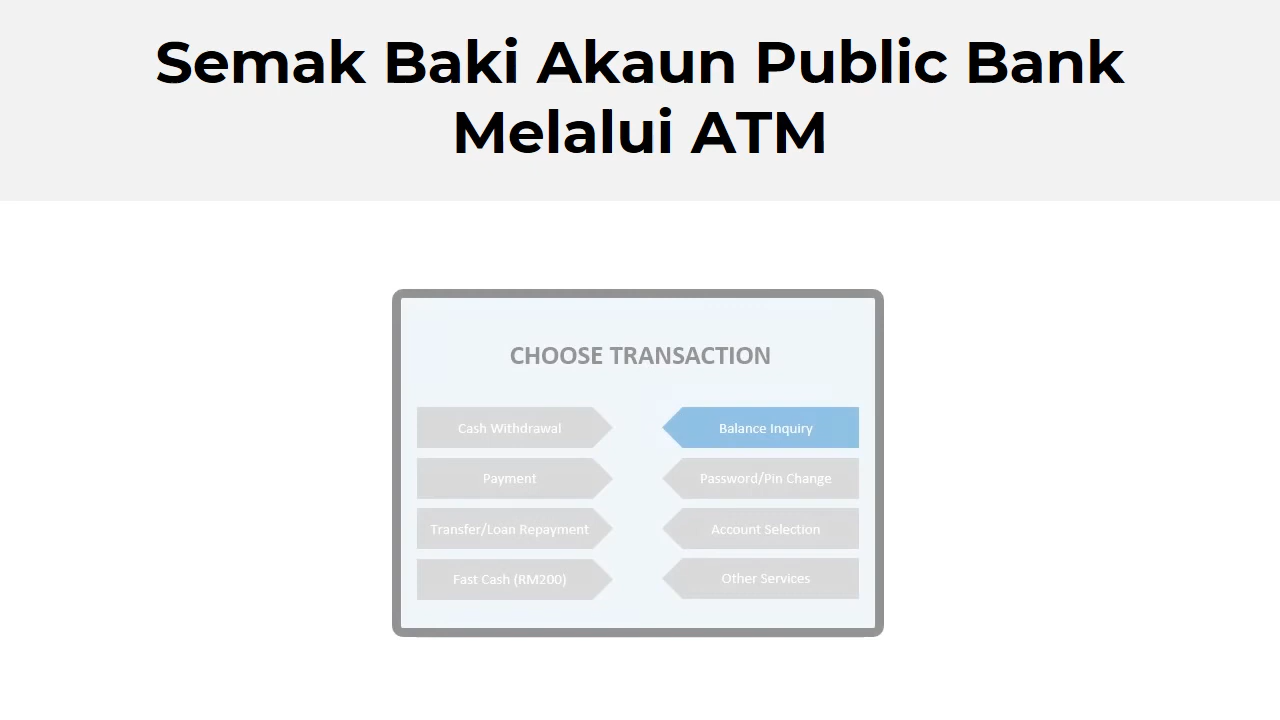 Semak Baki Akaun Public Bank
Melalui ATM
CHOOSE TRANSACTION
Cash Withdrawal
Balance Inquiry
Payment
Password/Pin Change
Transfer/Loan Repayment
Account Selection
Fast Cash (RM200)
Other Services